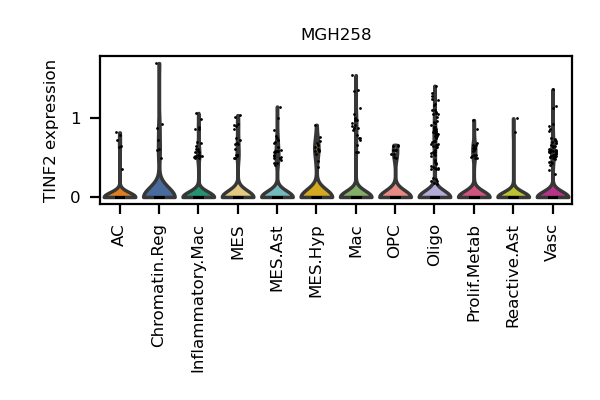 MGH258
TINF2 expression
1
0
AC
Chromatin.Reg
Inflammatory.Mac
MES
MES.Ast
MES.Hyp
Mac
OPC
Oligo
Prolif.Metab
Reactive.Ast
Vasc